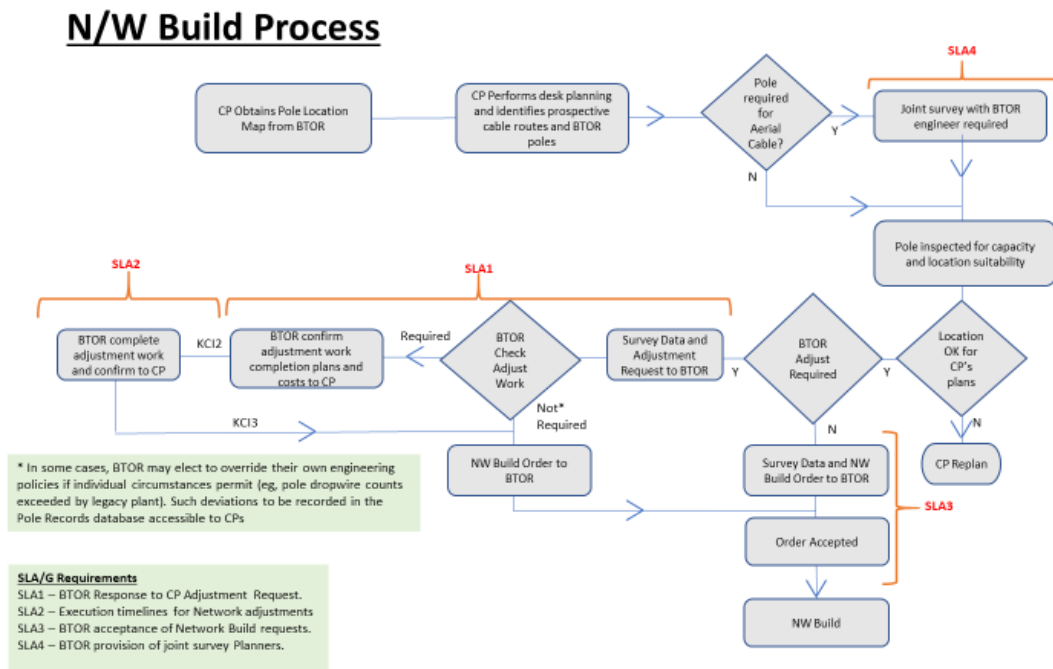 N/W Build Process
SLA4
CP Obtains Pole Location
Map from BTOR
CP Performs desk planning
and identifies prospective
cable routes and BTOR
poles
Pole
required
for
Aerial
Cable?
Y
N
Joint survey with BTOR
engineer required
Pole inspected for capacity
and location suitability
SLA2
SLA1
BTOR complete
adjustment work
and confirm to CP
KCI2
BTOR confirm
adjustment work
completion plans and
costs to CP
Required
BTOR
Check
Adjust
Work
Survey Data and
Adjustment
Request to BTOR
Y
BTOR
Adjust
Required
Y
Location
OK for
CP's
plans
KCI3
Not*
Required
N
N
NW Build Order to
BTOR
Survey Data and NW
Build Order to BTOR
CP Replan
SLA3
Order Accepted
NW Build
* In some cases, BTOR may elect to override their own engineering
policies if individual circumstances permit (eg, pole dropwire counts
exceeded by legacy plant). Such deviations to be recorded in the
Pole Records database accessible to CPs
SLA/G Requirements
SLA1 – BTOR Response to CP Adjustment Request.
SLA2 – Execution timelines for Network adjustments
SLA3 – BTOR acceptance of Network Build requests.
SLA4 – BTOR provision of joint survey Planners.